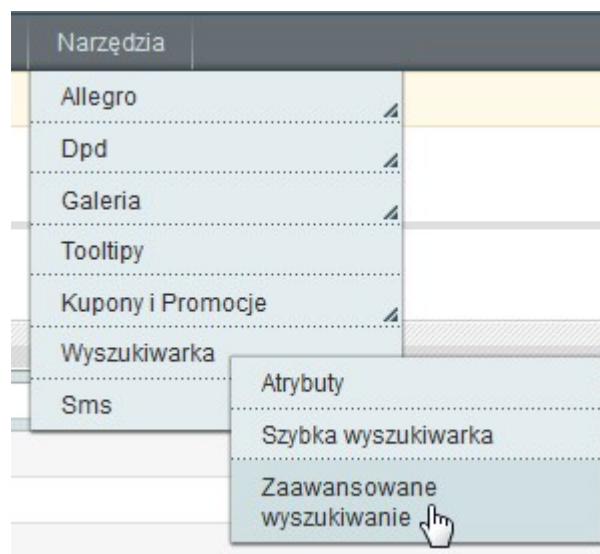 Narzędzia
Allegro
Dpd
Galeria
Tooltipy
Kupony i Promocje
Wyszukiwarka
Sms
Atrybuty
Szybka wyszukiwarka
Zaawansowane
wyszukiwanie